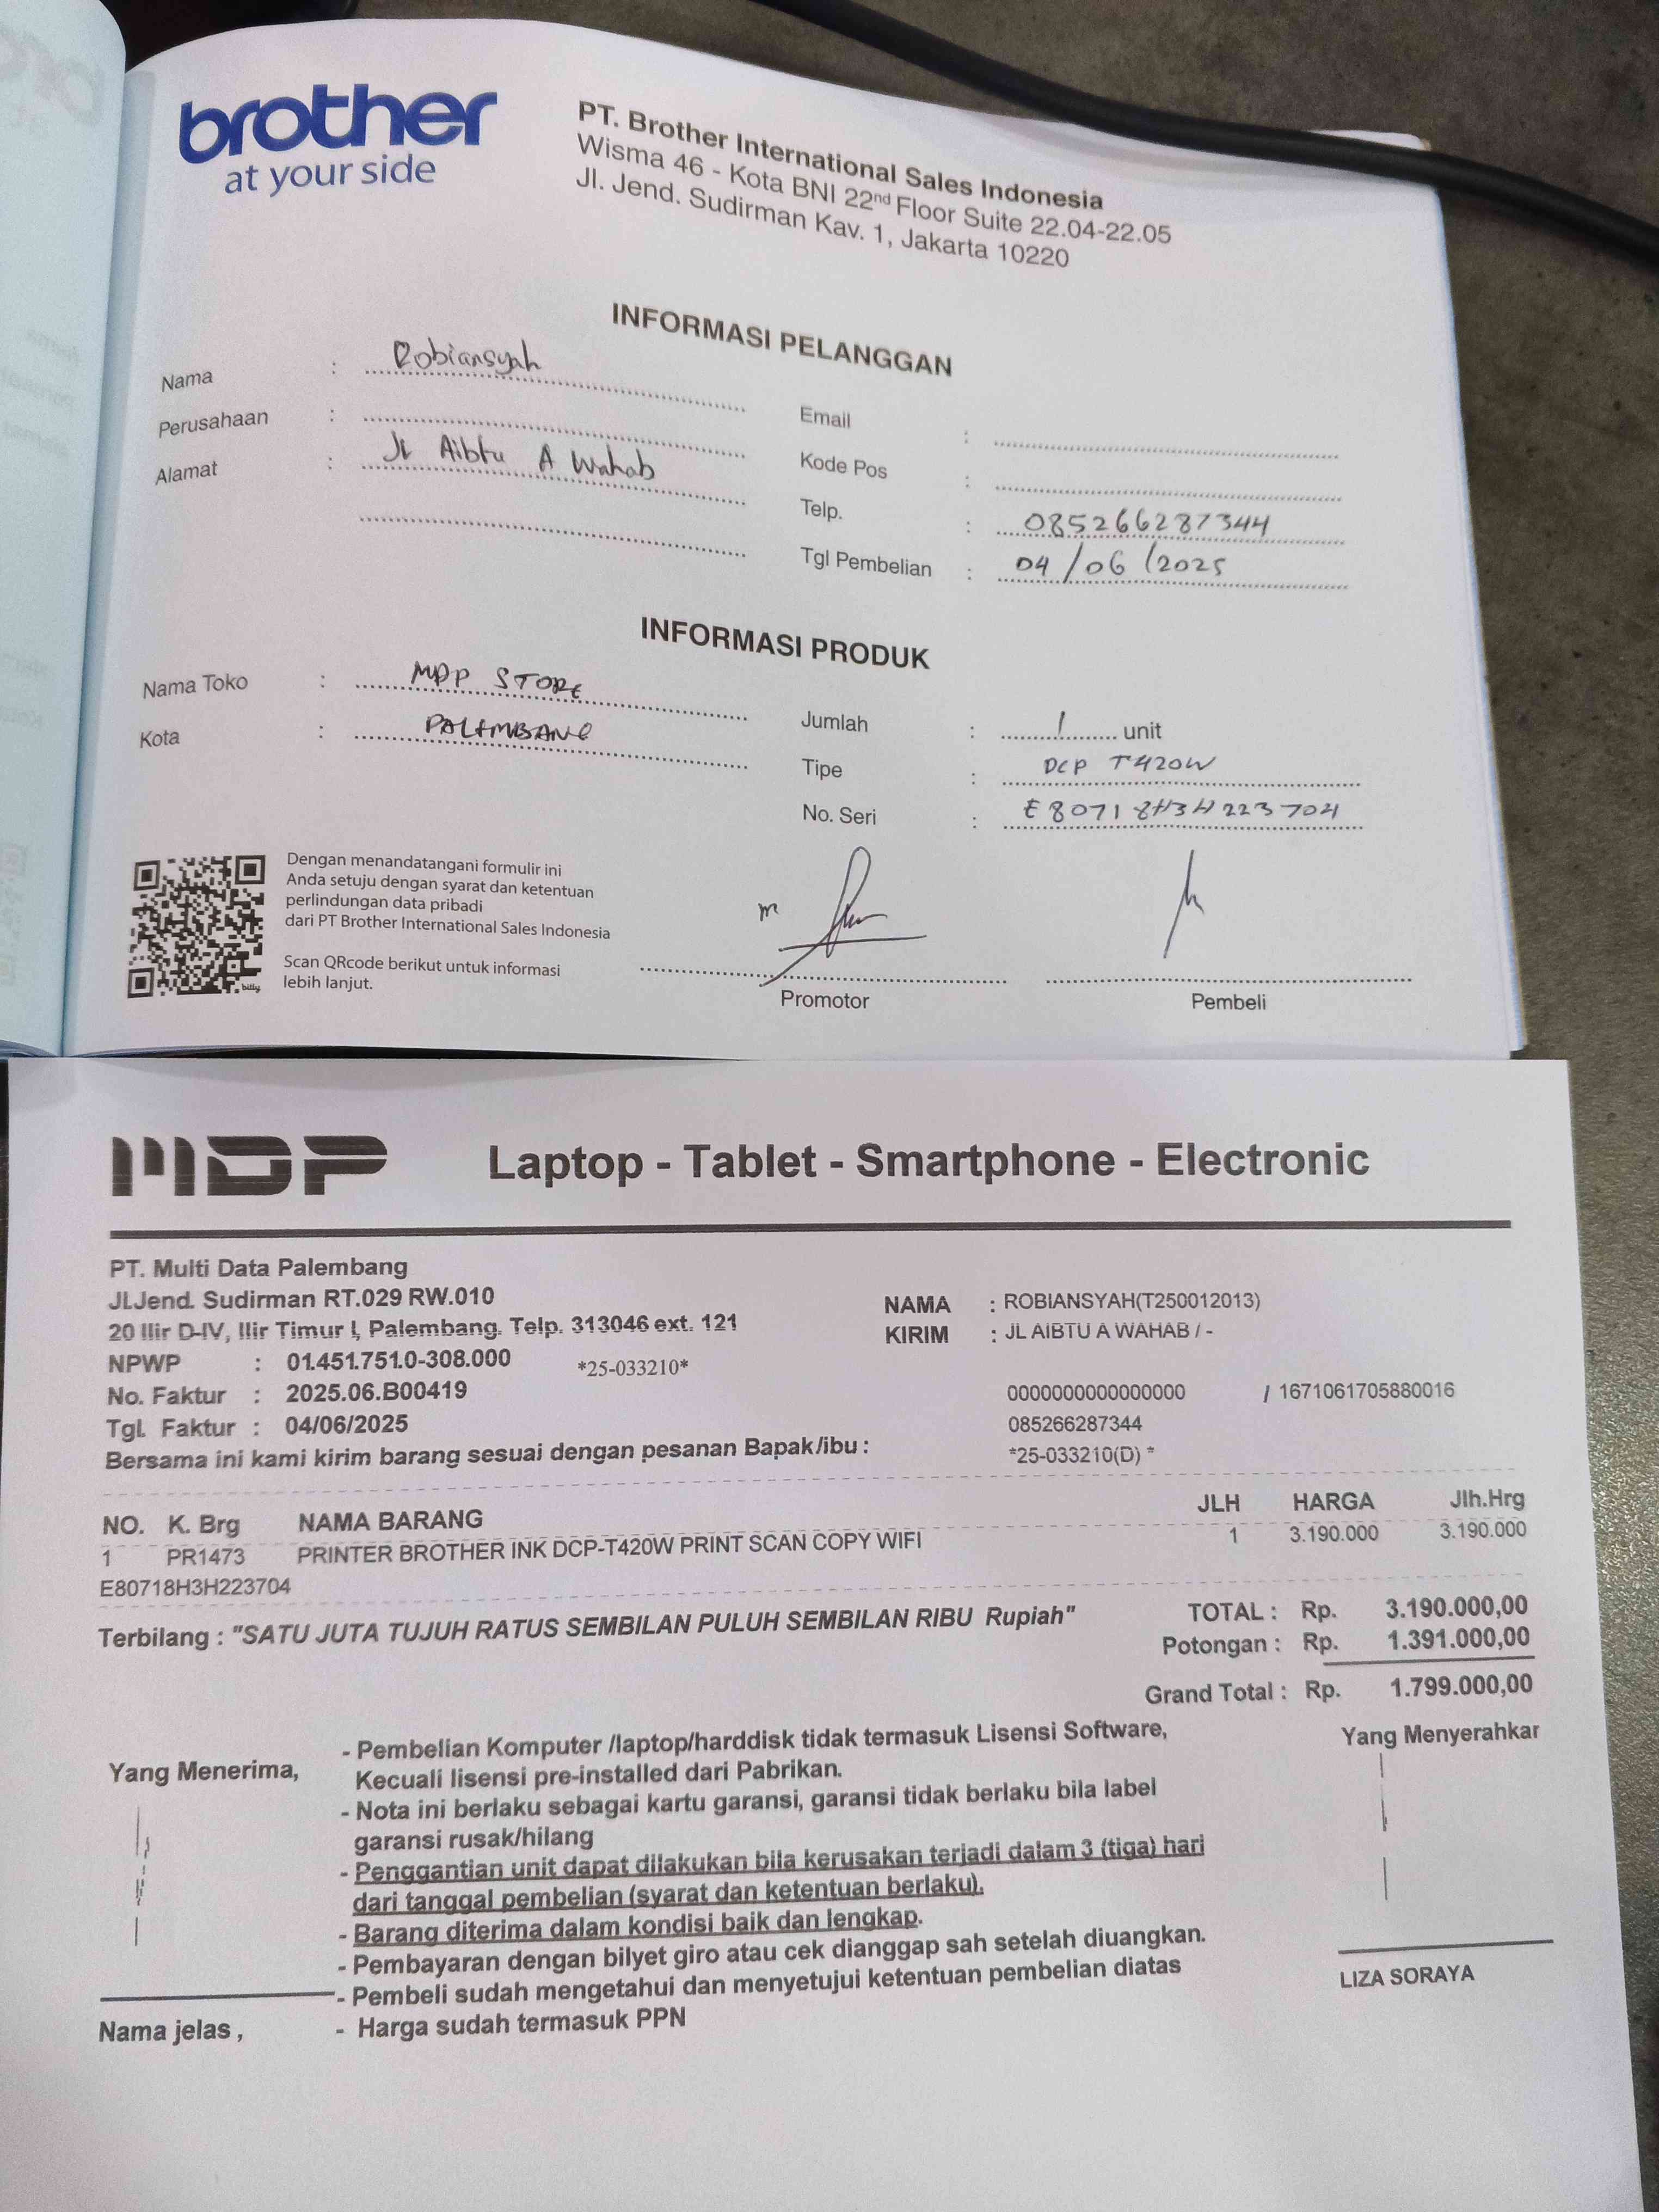 brother
at your side
PT. Brother International Sales Indonesia
Wisma 46 - Kota BNI 22nd Floor Suite 22.04-22.05
Jl. Jend. Sudirman Kav. 1, Jakarta 10220
INFORMASI PELANGGAN
Nama : Robiansyah
Perusahaan :
Alamat : JL Aibtu A Wahab
Email :
Kode Pos :
Telp. : 085266287344
Tgl Pembelian : 04/06/2025
INFORMASI PRODUK
Nama Toko : MDP STORE
Kota : PALEMBANG
Jumlah : 1 unit
Tipe : DCP T420W
No. Seri : E80718H3H223704
Dengan menandatangani formulir ini
Anda setuju dengan syarat dan ketentuan
perlindungan data pribadi
dari PT Brother International Sales Indonesia
Scan QRcode berikut untuk informasi
lebih lanjut.
bitly
Promotor
Pembeli
MDP Laptop - Tablet - Smartphone - Electronic
PT. Multi Data Palembang
Jl.Jend. Sudirman RT.029 RW.010
20 Ilir D-IV, Ilir Timur I, Palembang. Telp. 313046 ext. 121
NPWP : 01.451.751.0-308.000 *25-033210*
No. Faktur : 2025.06.B00419
Tgl. Faktur : 04/06/2025
Bersama ini kami kirim barang sesuai dengan pesanan Bapak/ibu :
NAMA : ROBIANSYAH(T250012013)
KIRIM : JL AIBTU A WAHAB / -
0000000000000000 / 1671061705880016
085266287344
*25-033210(D) *
NO. K. Brg NAMA BARANG JLH HARGA Jlh.Hrg
1 PR1473 PRINTER BROTHER INK DCP-T420W PRINT SCAN COPY WIFI 1 3.190.000 3.190.000
E80718H3H223704
Terbilang : "SATU JUTA TUJUH RATUS SEMBILAN PULUH SEMBILAN RIBU Rupiah"
TOTAL : Rp. 3.190.000,00
Potongan : Rp. 1.391.000,00
Grand Total : Rp. 1.799.000,00
Yang Menerima,
- Pembelian Komputer /laptop/harddisk tidak termasuk Lisensi Software,
Kecuali lisensi pre-installed dari Pabrikan.
- Nota ini berlaku sebagai kartu garansi, garansi tidak berlaku bila label
garansi rusak/hilang
- Penggantian unit dapat dilakukan bila kerusakan terjadi dalam 3 (tiga) hari
dari tanggal pembelian (syarat dan ketentuan berlaku).
- Barang diterima dalam kondisi baik dan lengkap.
- Pembayaran dengan bilyet giro atau cek dianggap sah setelah diuangkan.
- Pembeli sudah mengetahui dan menyetujui ketentuan pembelian diatas
- Harga sudah termasuk PPN
Nama jelas ,
Yang Menyerahkar
LIZA SORAYA